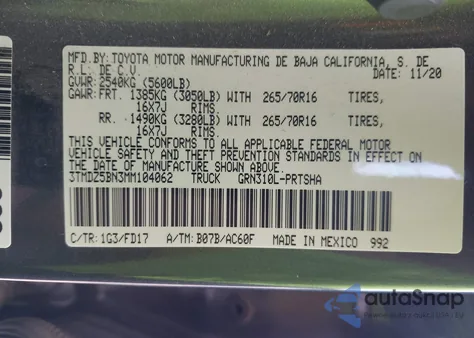 MFD.BY: TOYOTA MOTOR MANUFACTURING DE BAJA CALIFORNIA, S. DE
R.L. DE C.V. DATE: 11/20
GVWR: 2540KG (5600LB)
GAWR: FRT. 1385KG (3050LB) WITH 265/70R16 TIRES,
16X7J RIMS.
RR. 1490KG (3280LB) WITH 265/70R16 TIRES,
16X7J RIMS.
THIS VEHICLE CONFORMS TO ALL APPLICABLE FEDERAL MOTOR
VEHICLE SAFETY AND THEFT PREVENTION STANDARDS IN EFFECT ON
THE DATE OF MANUFACTURE SHOWN ABOVE.
3TMDZ5BN3MM104062 TRUCK GRN310L-PRTSHA
C/TR: 1G3/FD17 A/TM: B07B/AC60F MADE IN MEXICO 992
autoSnap